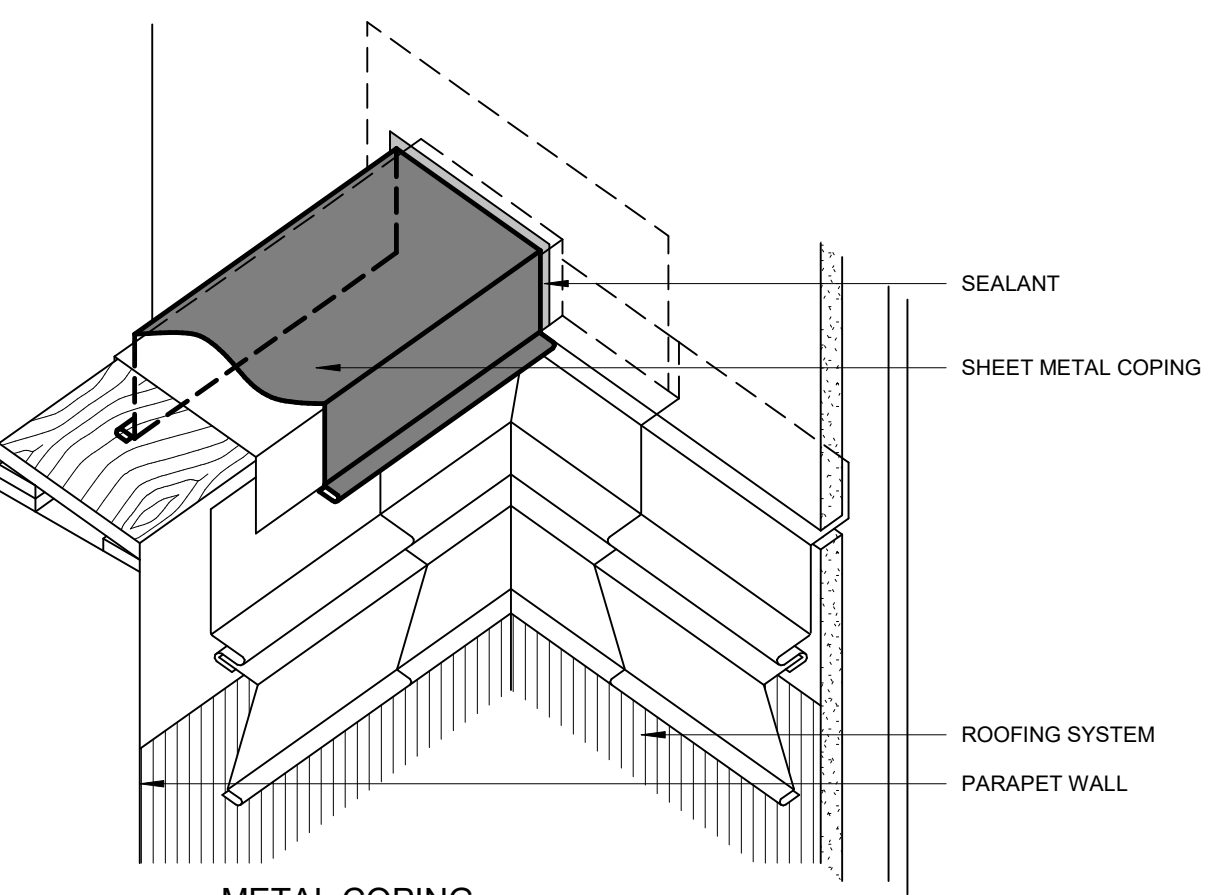 SEALANT
SHEET METAL COPING
ROOFING SYSTEM
PARAPET WALL
METAL COPING